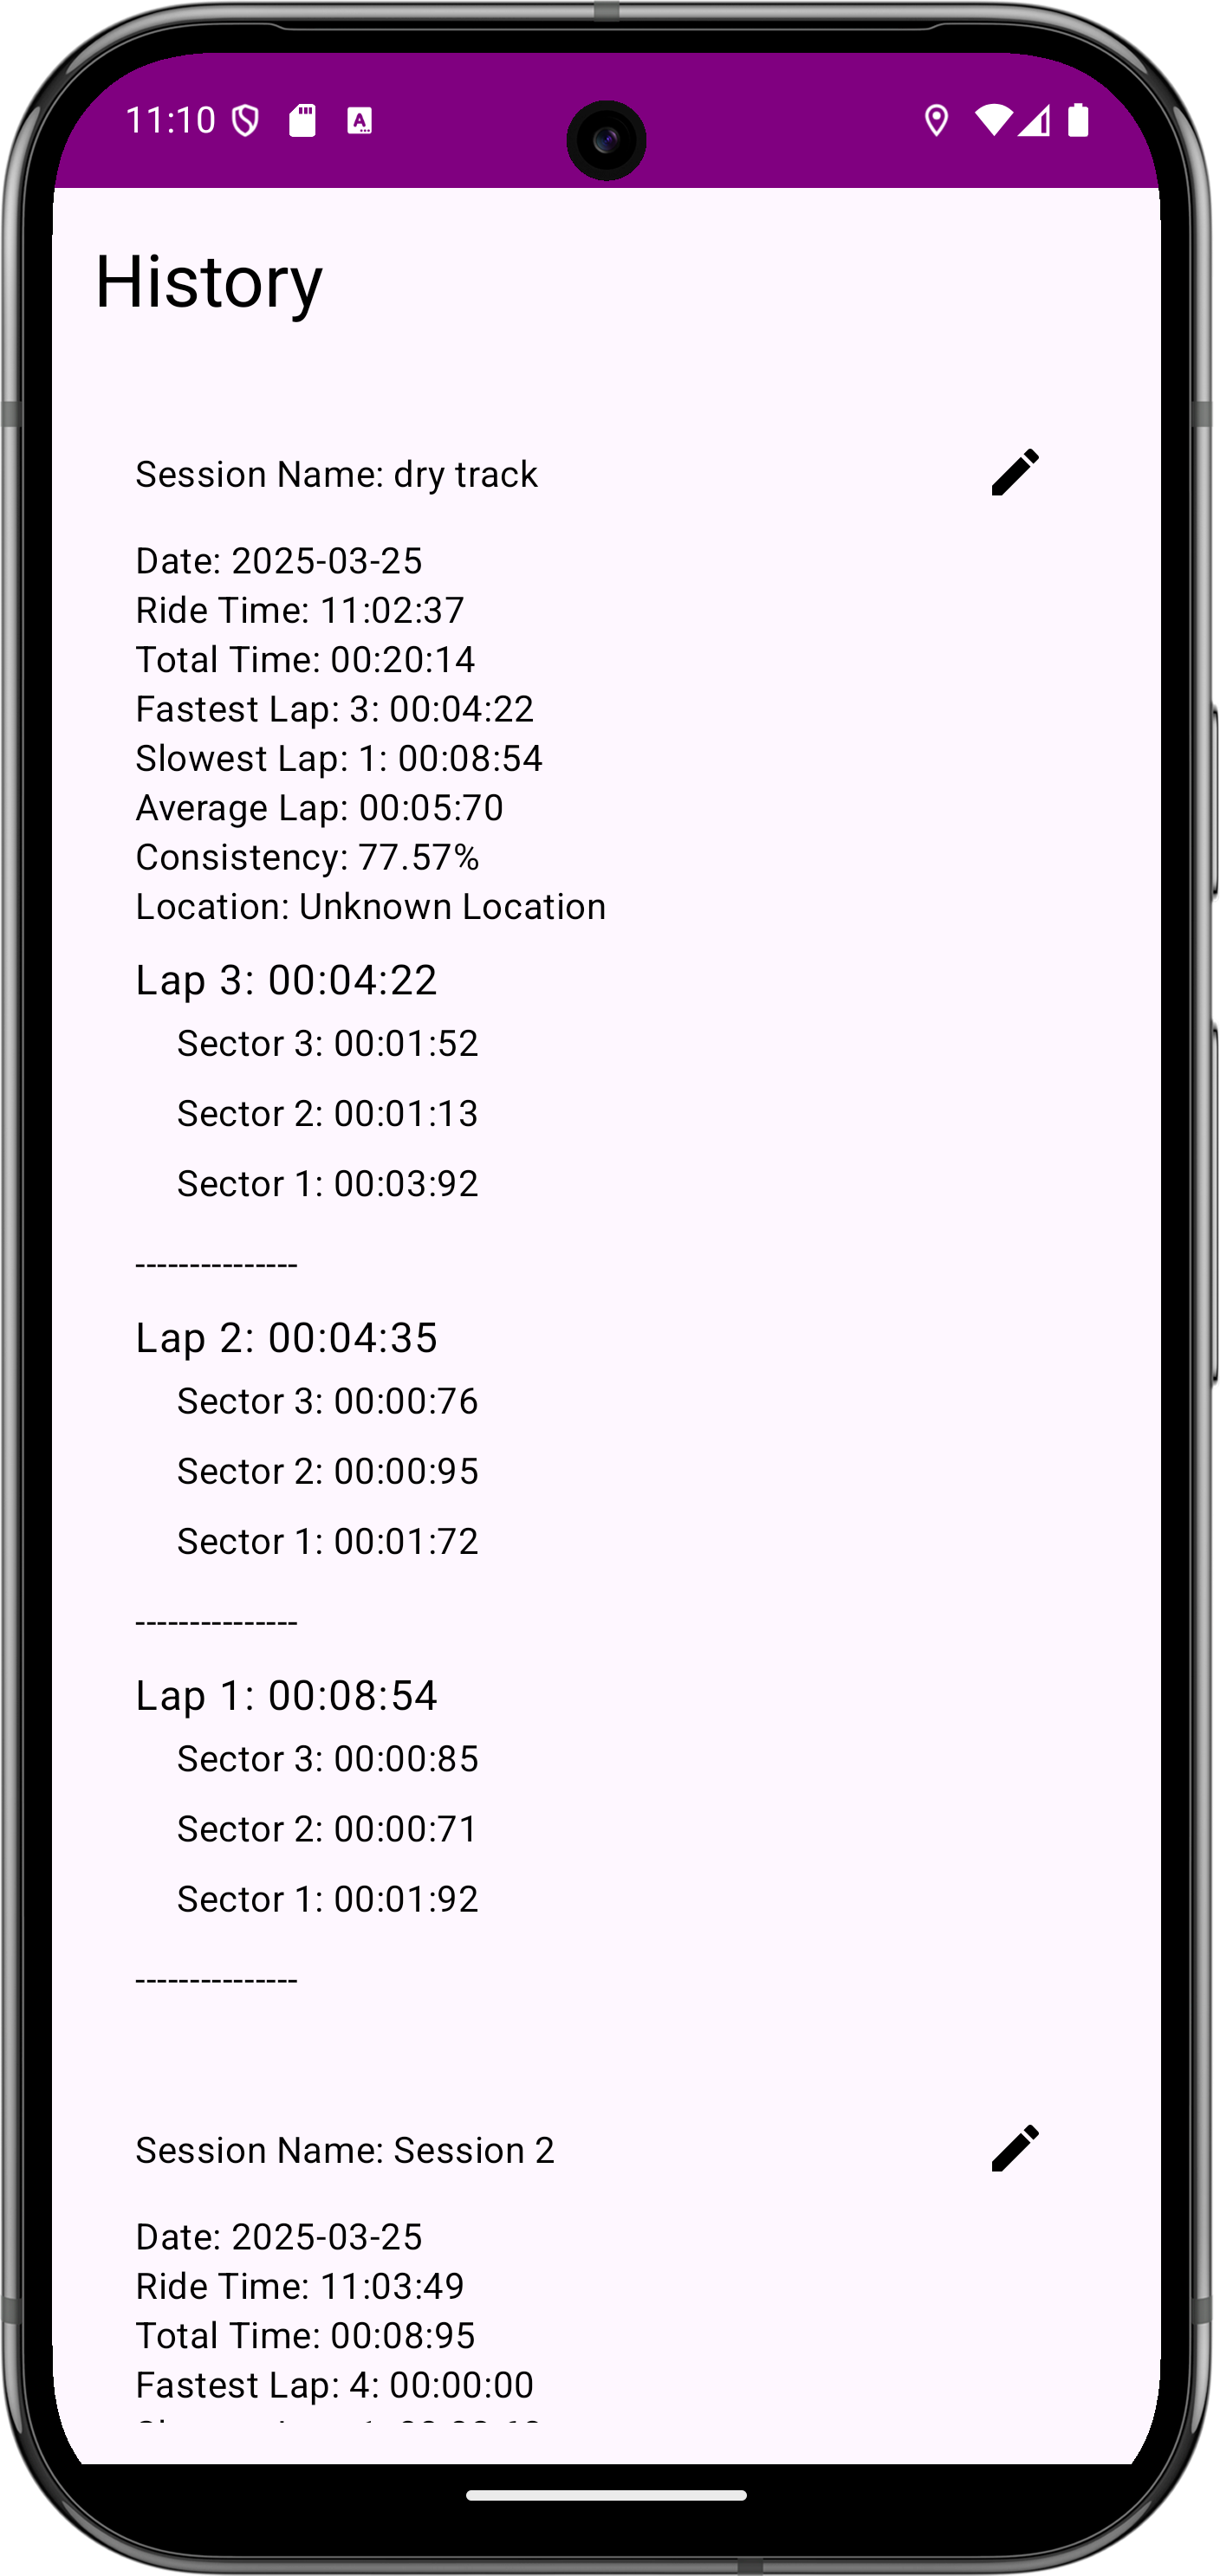 11:10
History
Session Name: dry track
Date: 2025-03-25
Ride Time: 11:02:37
Total Time: 00:20:14
Fastest Lap: 3: 00:04:22
Slowest Lap: 1: 00:08:54
Average Lap: 00:05:70
Consistency: 77.57%
Location: Unknown Location
Lap 3: 00:04:22
Sector 3: 00:01:52
Sector 2: 00:01:13
Sector 1: 00:03:92
---------------
Lap 2: 00:04:35
Sector 3: 00:00:76
Sector 2: 00:00:95
Sector 1: 00:01:72
---------------
Lap 1: 00:08:54
Sector 3: 00:00:85
Sector 2: 00:00:71
Sector 1: 00:01:92
---------------
Session Name: Session 2
Date: 2025-03-25
Ride Time: 11:03:49
Total Time: 00:08:95
Fastest Lap: 4: 00:00:00